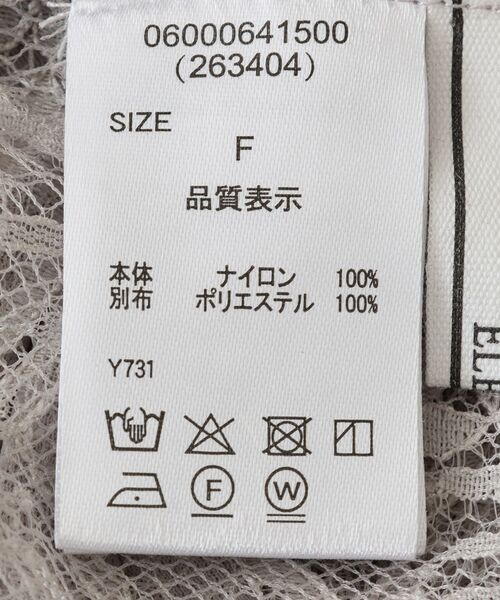 06000641500
(263404)
SIZE
F
品質表示
本体 ナイロン 100%
別布 ポリエステル 100%
Y731
F W